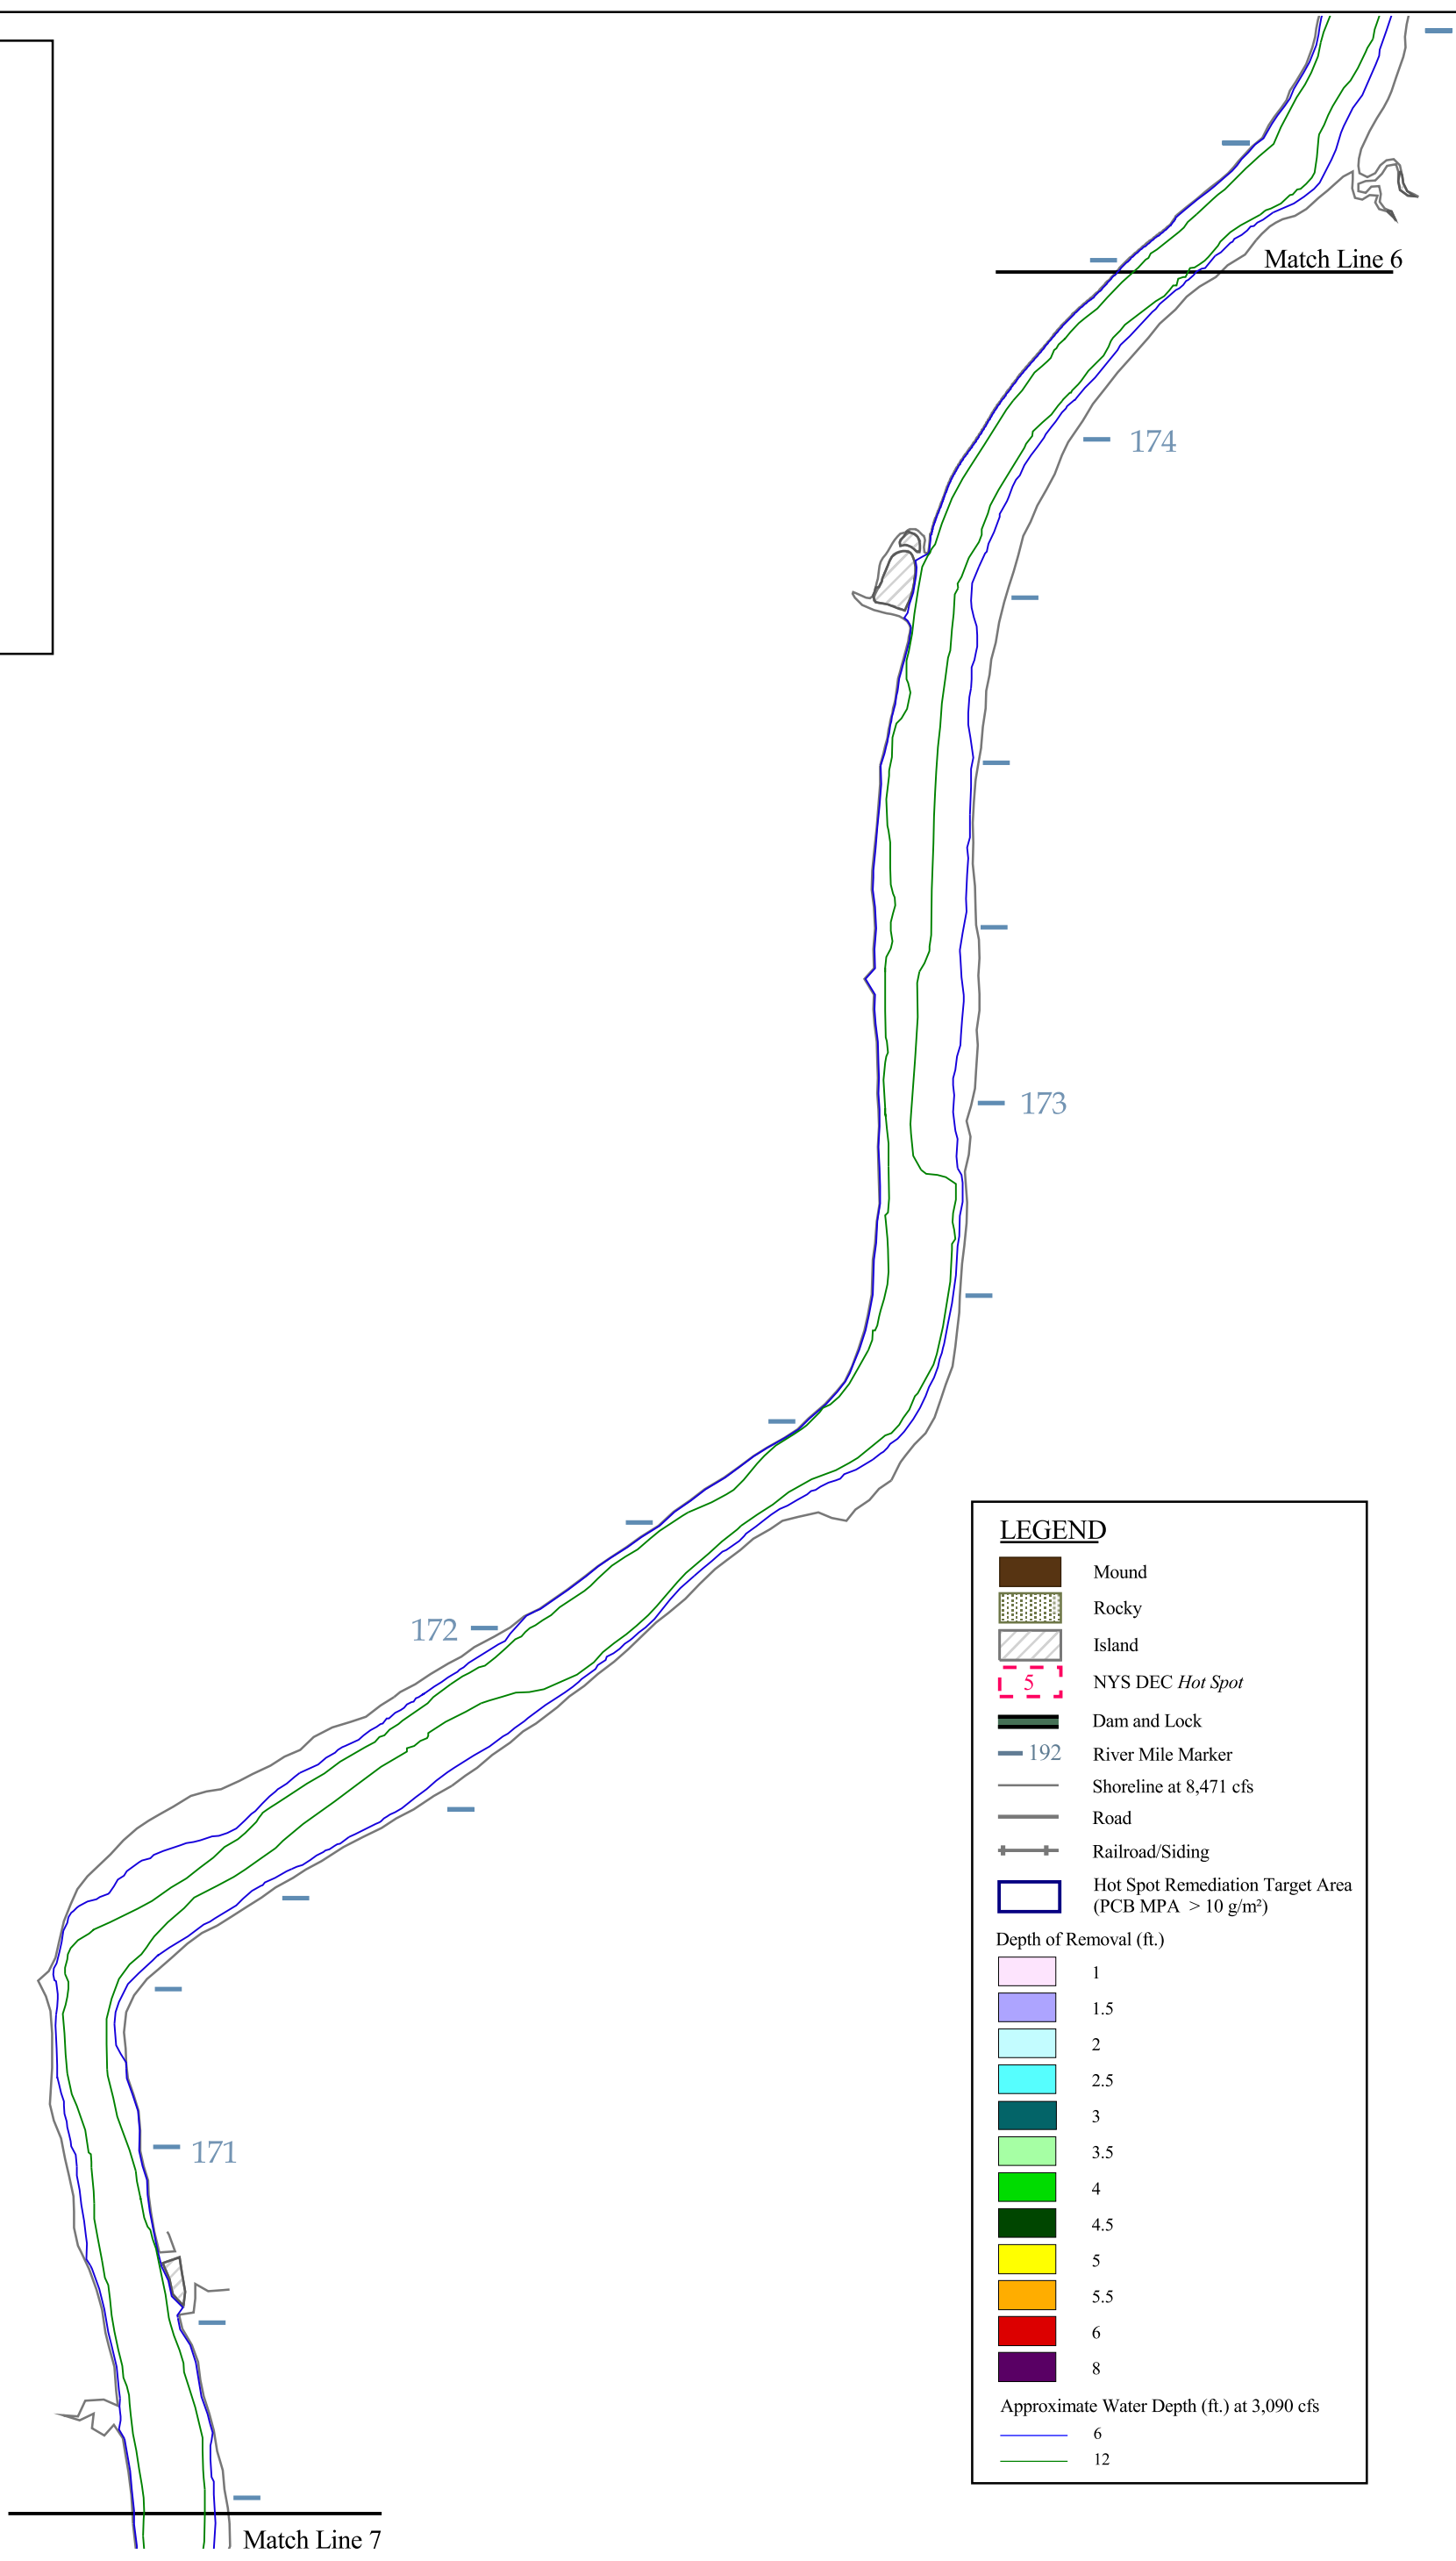 Match Line 6
174
173
172
171
Match Line 7
LEGEND
Mound
Rocky
Island
5 NYS DEC Hot Spot
Dam and Lock
192 River Mile Marker
Shoreline at 8,471 cfs
Road
Railroad/Siding
Hot Spot Remediation Target Area
(PCB MPA > 10 g/m²)
Depth of Removal (ft.)
1
1.5
2
2.5
3
3.5
4
4.5
5
5.5
6
8
Approximate Water Depth (ft.) at 3,090 cfs
6
12